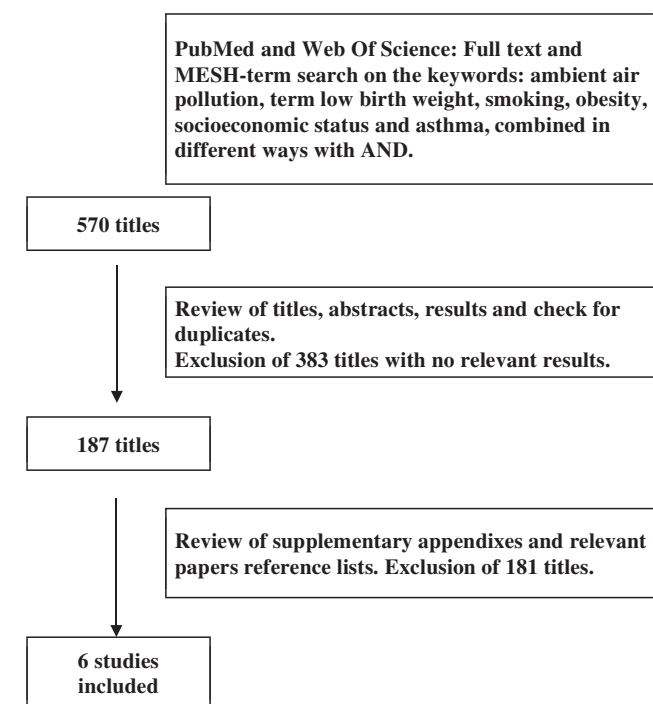 PubMed and Web Of Science: Full text and
MESH-term search on the keywords: ambient air
pollution, term low birth weight, smoking, obesity,
socioeconomic status and asthma, combined in
different ways with AND.
570 titles
Review of titles, abstracts, results and check for
duplicates.
Exclusion of 383 titles with no relevant results.
187 titles
Review of supplementary appendixes and relevant
papers reference lists. Exclusion of 181 titles.
6 studies
included